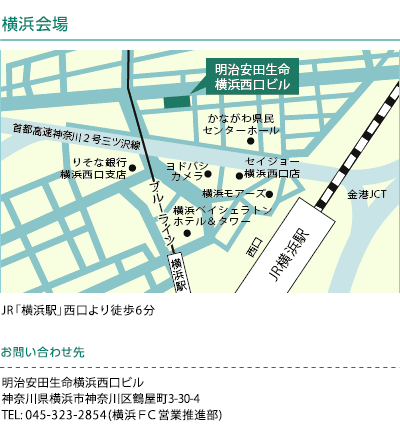 横浜会場
明治安田生命
横浜西口ビル
首都高速神奈川2号三ツ沢線
かながわ県民
センターホール
りそな銀行
横浜西口支店
ヨドバシ
カメラ
セイジョー
横浜西口店
横浜モアーズ
金港JCT
ブルーライン
横浜ベイシェラトン
ホテル&タワー
西口
JR横浜駅
横浜駅
JR「横浜駅」西口より徒歩6分
お問い合わせ先
明治安田生命横浜西口ビル
神奈川県横浜市神奈川区鶴屋町3-30-4
TEL: 045-323-2854 (横浜FC営業推進部)